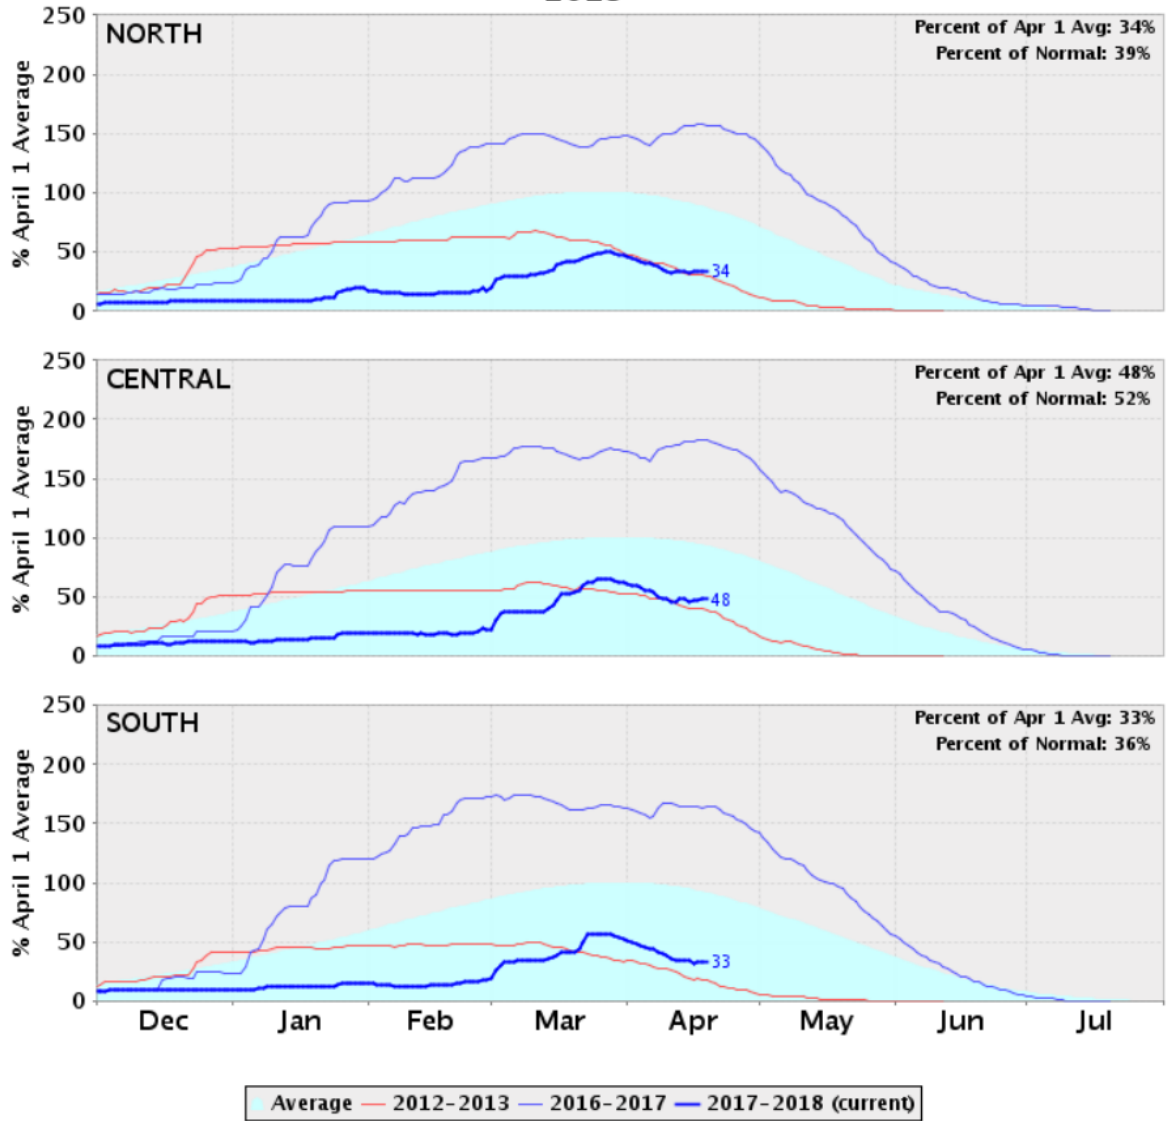 250
NORTH
Percent of Apr 1 Avg: 34%
Percent of Normal: 39%
200
150
100
50
0
% April 1 Average
34
250
CENTRAL
Percent of Apr 1 Avg: 48%
Percent of Normal: 52%
200
150
100
50
0
% April 1 Average
48
250
SOUTH
Percent of Apr 1 Avg: 33%
Percent of Normal: 36%
200
150
100
50
0
% April 1 Average
33
Dec Jan Feb Mar Apr May Jun Jul
Average 2012-2013 2016-2017 2017-2018 (current)